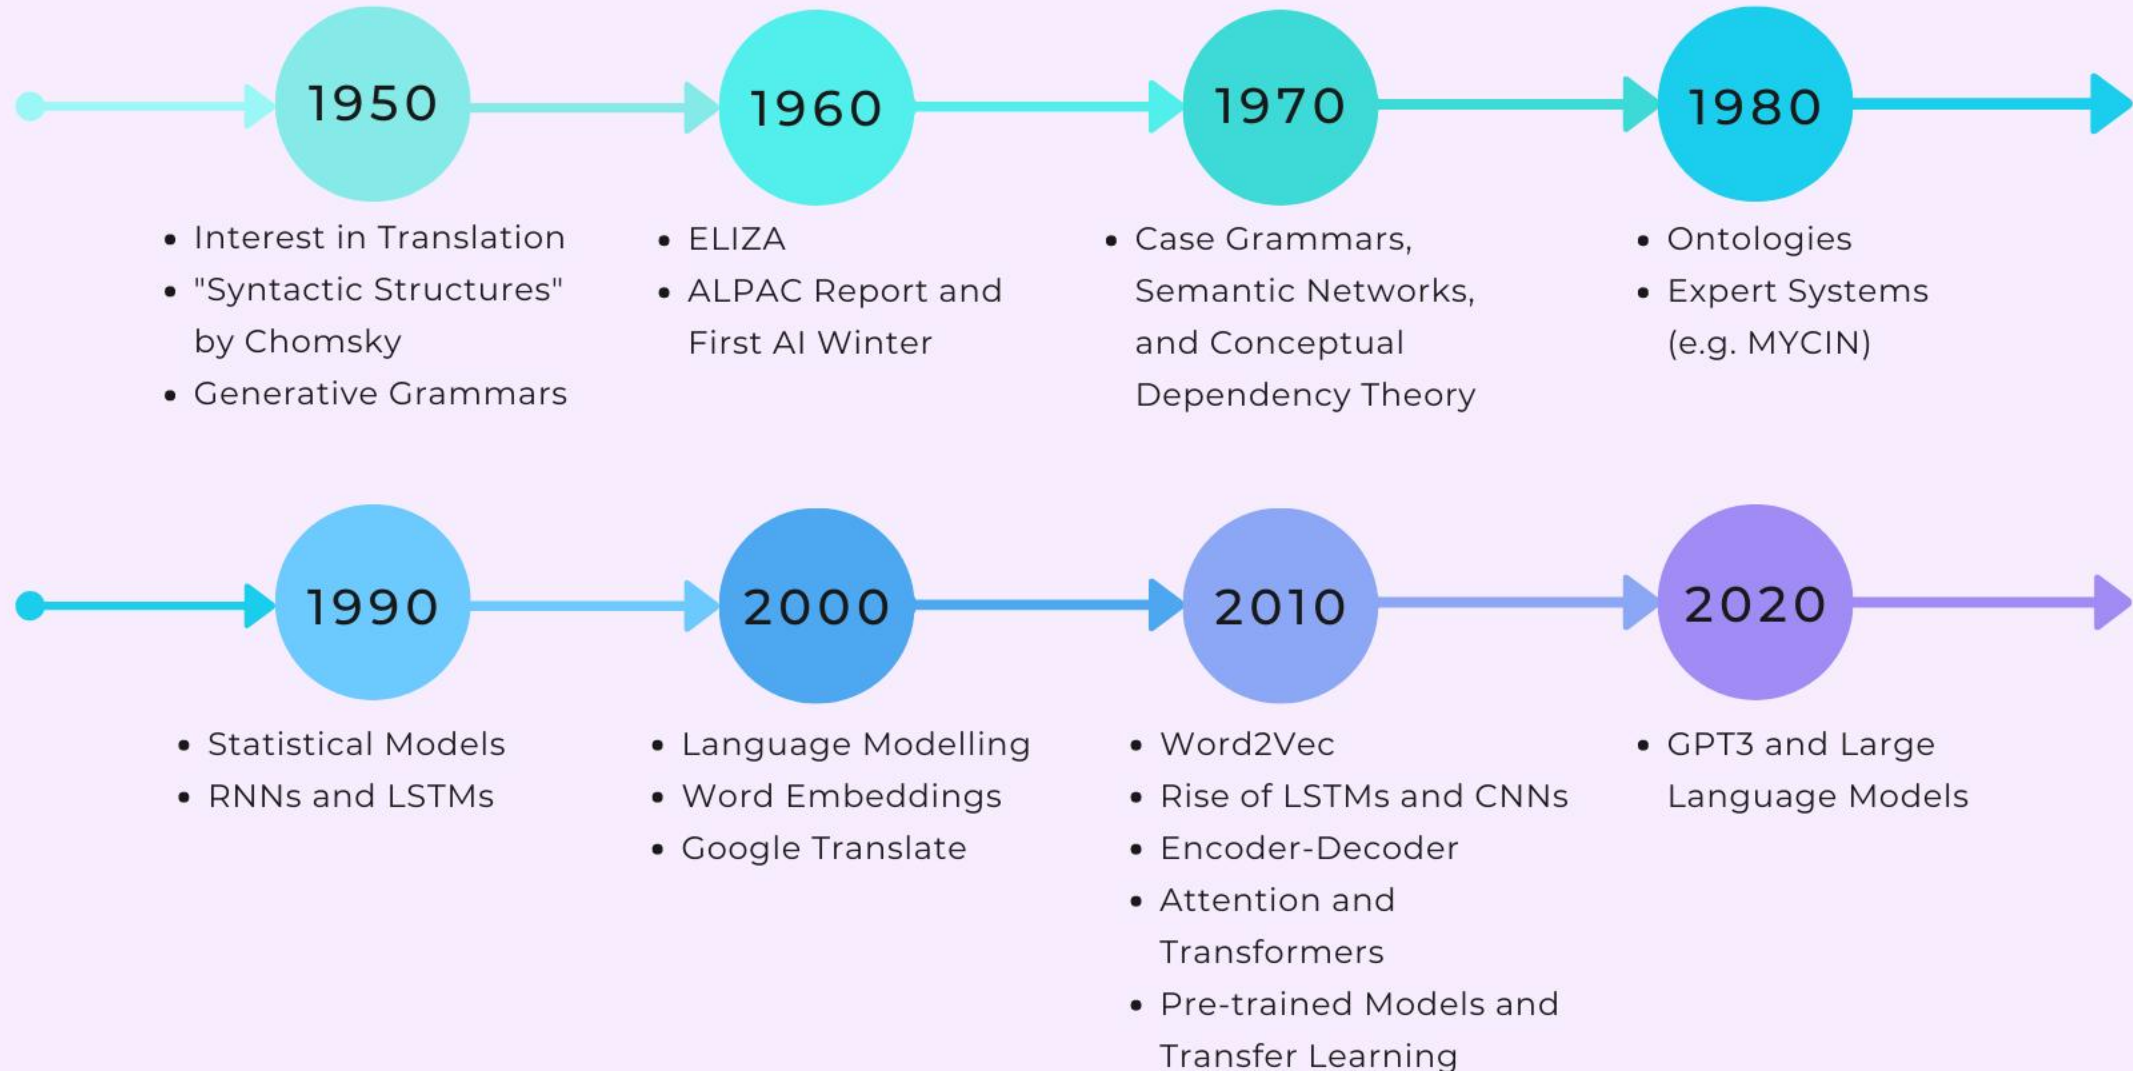 1950
• Interest in Translation
• "Syntactic Structures"
by Chomsky
• Generative Grammars
1960
• ELIZA
• ALPAC Report and
First AI Winter
1970
• Case Grammars,
Semantic Networks,
and Conceptual
Dependency Theory
1980
• Ontologies
• Expert Systems
(e.g. MYCIN)
1990
• Statistical Models
• RNNs and LSTMs
2000
• Language Modelling
• Word Embeddings
• Google Translate
2010
• Word2Vec
• Rise of LSTMs and CNNs
• Encoder-Decoder
• Attention and
Transformers
• Pre-trained Models and
Transfer Learning
2020
• GPT3 and Large
Language Models